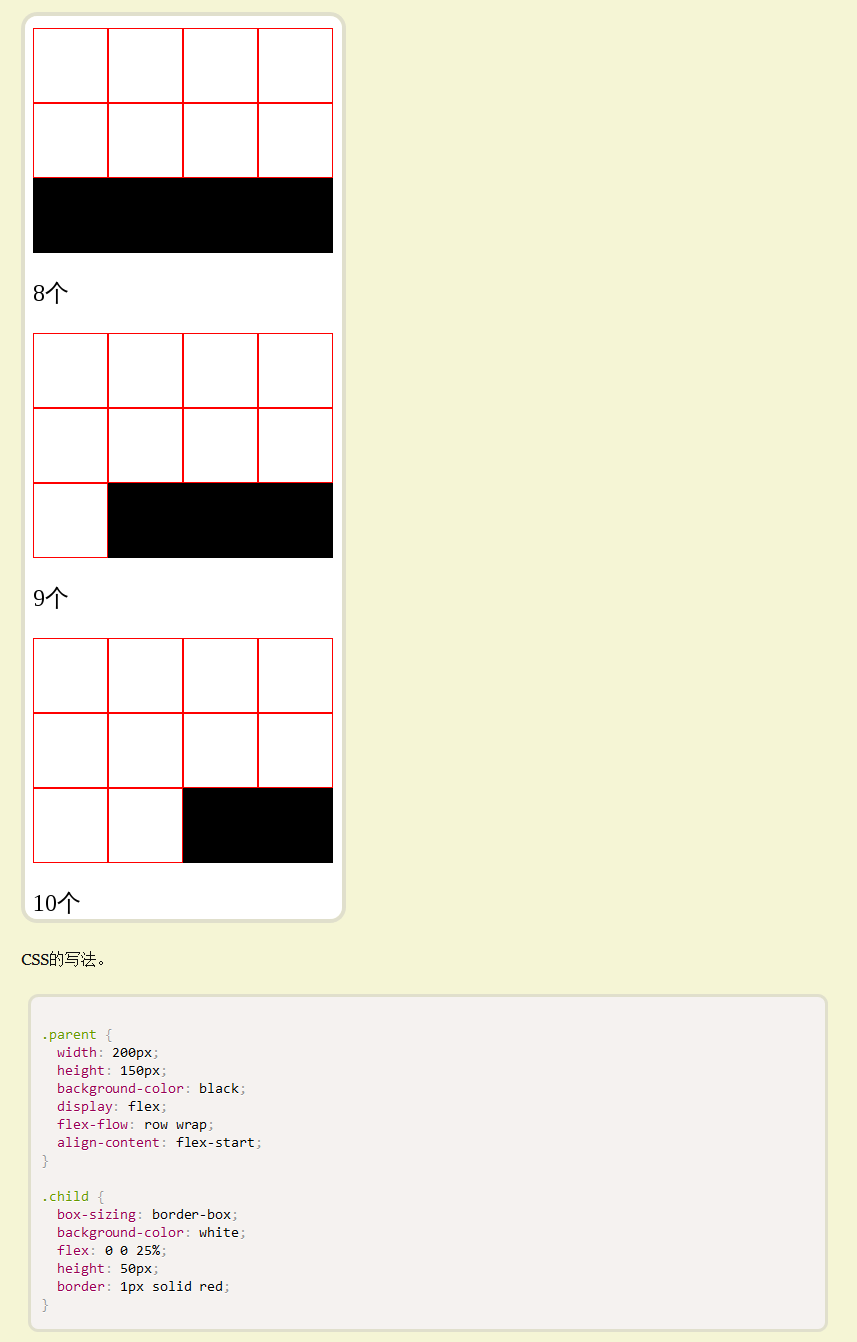 8个
9个
10个
CSS的写法。
.parent {
  width: 200px;
  height: 150px;
  background-color: black;
  display: flex;
  flex-flow: row wrap;
  align-content: flex-start;
}
.child {
  box-sizing: border-box;
  background-color: white;
  flex: 0 0 25%;
  height: 50px;
  border: 1px solid red;
}